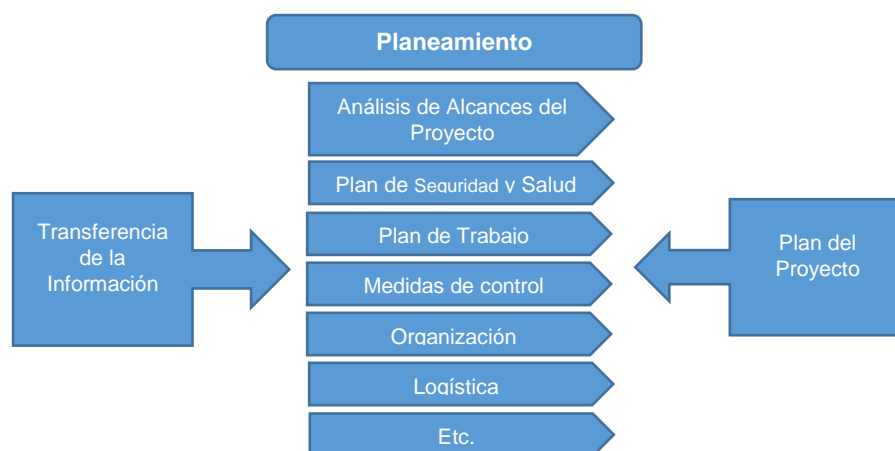 Planeamiento
Análisis de Alcances del
Proyecto
Plan de Seguridad y Salud
Transferencia
de la
Información
Plan de Trabajo
Medidas de control
Organización
Logística
Etc.
Plan del
Proyecto